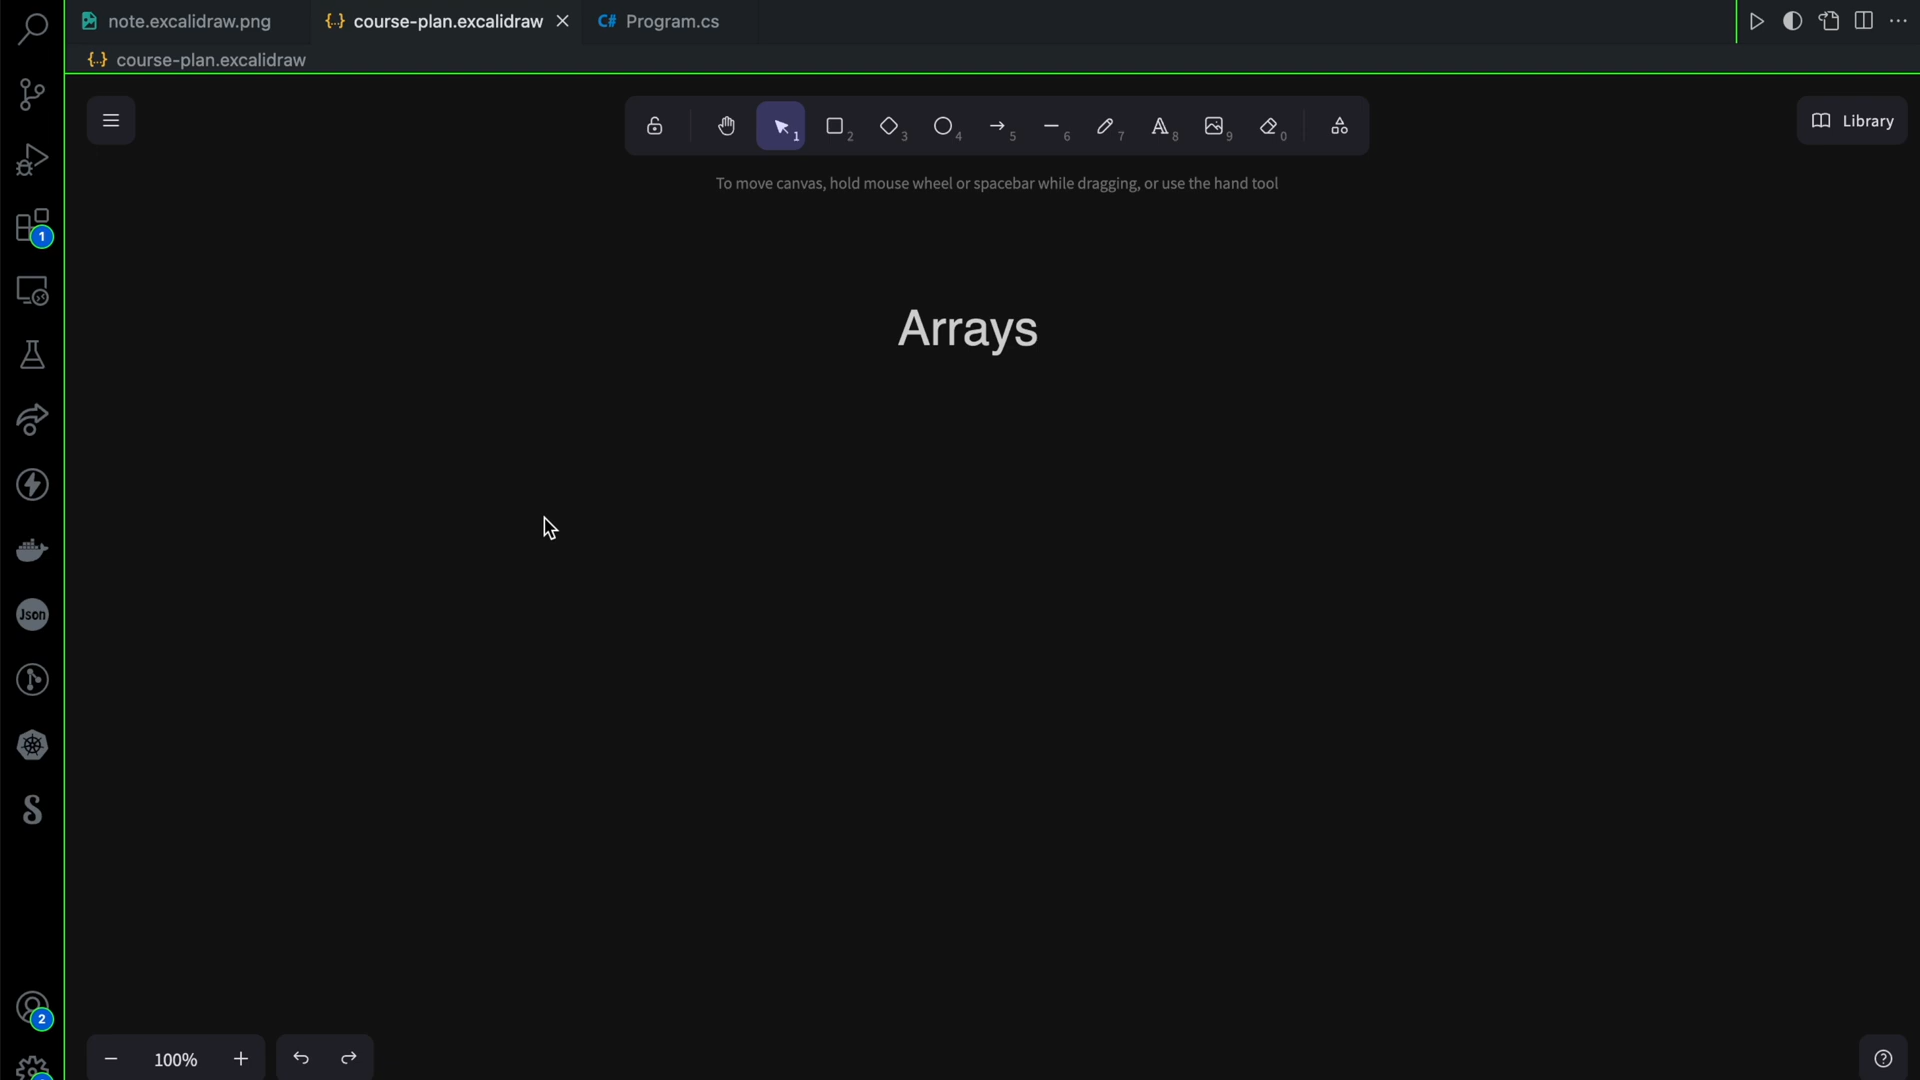 note.excalidraw.png
{..} course-plan.excalidraw
C# Program.cs
{..} course-plan.excalidraw
1
2
3
4
5
6
7
8
9
0
Library
To move canvas, hold mouse wheel or spacebar while dragging, or use the hand tool
1
Arrays
Json
2
100%